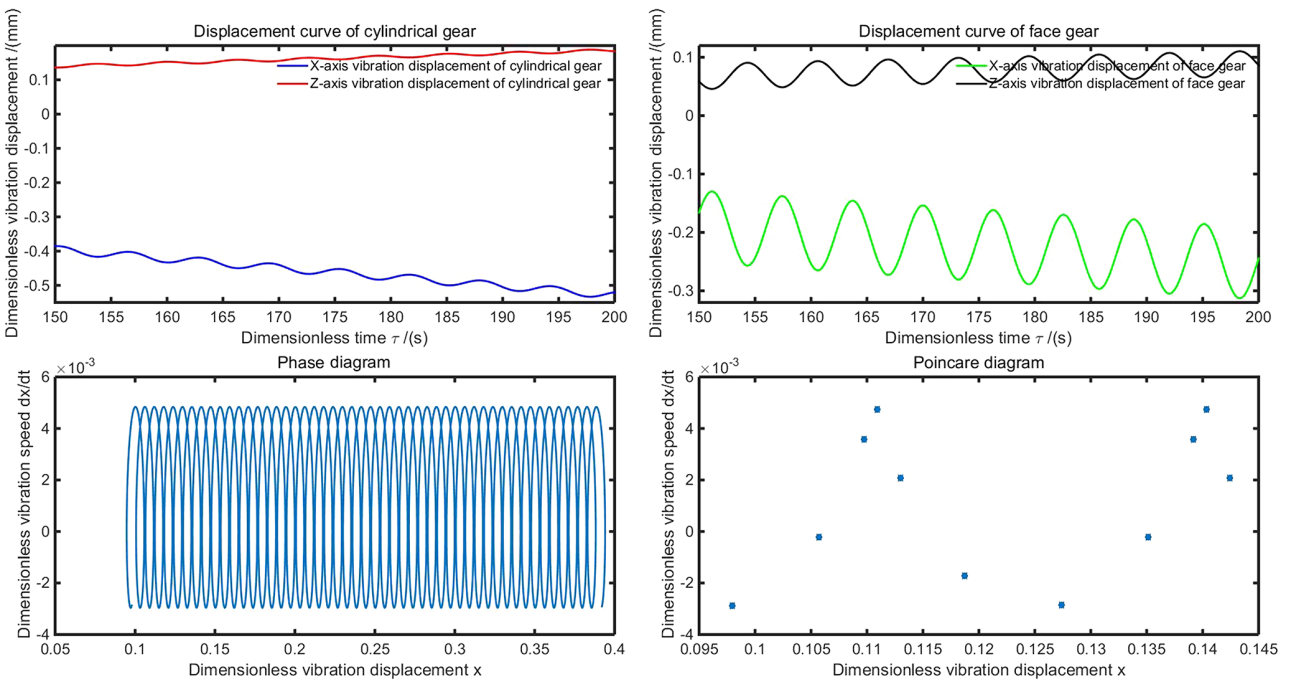 Displacement curve of cylindrical gear
Dimensionless vibration displacement /(mm)
0.1
0
-0.1
-0.2
-0.3
-0.4
-0.5
X-axis vibration displacement of cylindrical gear
Z-axis vibration displacement of cylindrical gear
150 155 160 165 170 175 180 185 190 195 200
Dimensionless time τ /(s)
Displacement curve of face gear
Dimensionless vibration displacement /(mm)
0.1
0
-0.1
-0.2
-0.3
X-axis vibration displacement of face gear
Z-axis vibration displacement of face gear
150 155 160 165 170 175 180 185 190 195 200
Dimensionless time τ /(s)
Phase diagram
×10⁻³
Dimensionless vibration speed dx/dt
6
4
2
0
-2
-4
0.05 0.1 0.15 0.2 0.25 0.3 0.35 0.4
Dimensionless vibration displacement x
Poincare diagram
×10⁻³
Dimensionless vibration speed dx/dt
6
4
2
0
-2
-4
0.095 0.1 0.105 0.11 0.115 0.12 0.125 0.13 0.135 0.14 0.145
Dimensionless vibration displacement x